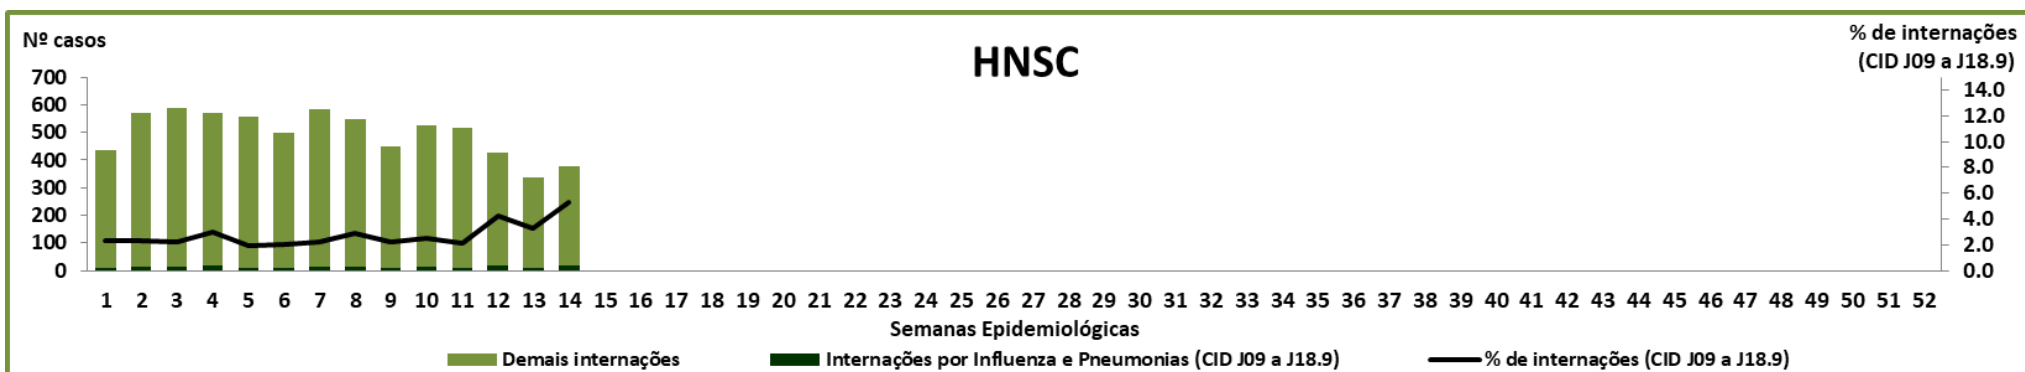 Nº casos
HNSC
% de internações
(CID J09 a J18.9)
700
600
500
400
300
200
100
0
14.0
12.0
10.0
8.0
6.0
4.0
2.0
0.0
1 2 3 4 5 6 7 8 9 10 11 12 13 14 15 16 17 18 19 20 21 22 23 24 25 26 27 28 29 30 31 32 33 34 35 36 37 38 39 40 41 42 43 44 45 46 47 48 49 50 51 52
Semanas Epidemiológicas
Demais internações Internações por Influenza e Pneumonias (CID J09 a J18.9) % de internações (CID J09 a J18.9)